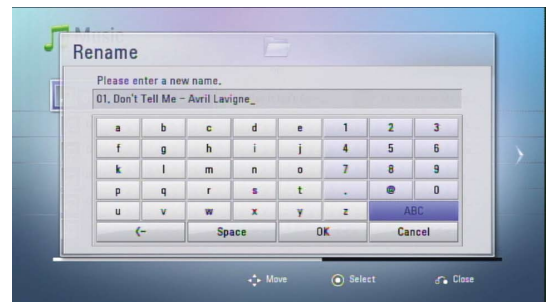 Music
Rename
Please enter a new name.
01. Don't Tell Me - Avril Lavigne_
a b c d e 1 2 3
f g h i j 4 5 6
k l m n o 7 8 9
p q r s t . @ 0
u v w x y z ABC
<- Space OK Cancel
Move Select Close